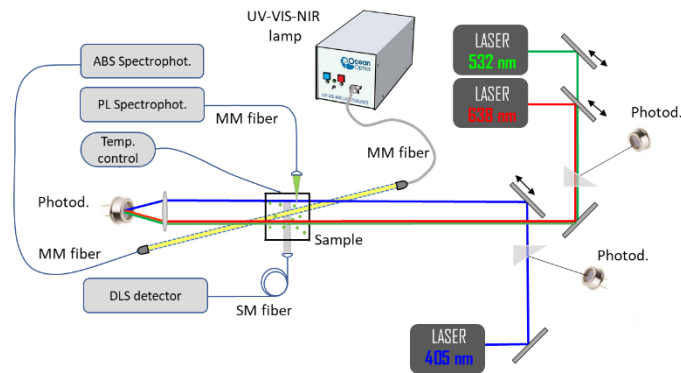 UV-VIS-NIR
lamp
ABS Spectrophot.
PL Spectrophot.
MM fiber
Temp.
control
Ocean
Optics
MM fiber
LASER
532 nm
LASER
638 nm
Photod.
Photod.
Sample
MM fiber
DLS detector
SM fiber
Photod.
LASER
405 nm